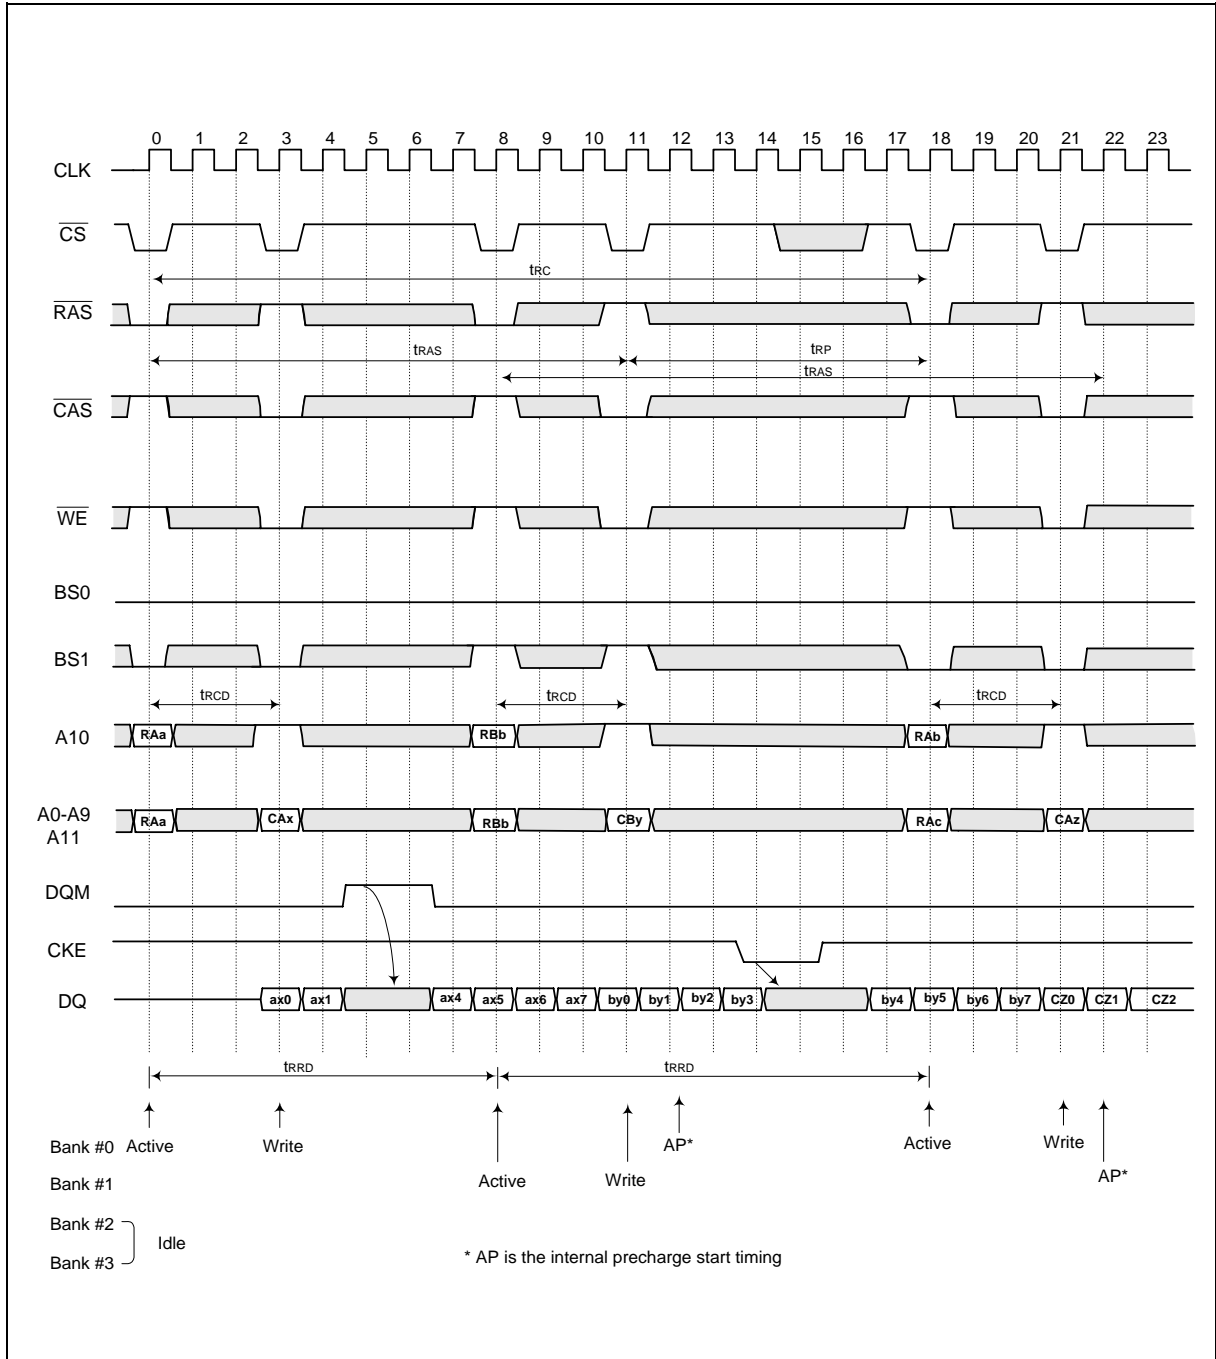 0 1 2 3 4 5 6 7 8 9 10 11 12 13 14 15 16 17 18 19 20 21 22 23
CLK
CS
tRC
RAS
tRAS tRP
tRAS
CAS
WE
BS0
BS1
tRCD tRCD tRCD
A10 RAa RBb RAb
A0-A9
A11
RAa CAx RBb CBy RAc CAz
DQM
CKE
DQ ax0 ax1 ax4 ax5 ax6 ax7 by0 by1 by2 by3 by4 by5 by6 by7 CZ0 CZ1 CZ2
tRRD tRRD
Bank #0 Active Write AP* Active Write
Bank #1 Active Write AP*
Bank #2
Idle
Bank #3
* AP is the internal precharge start timing